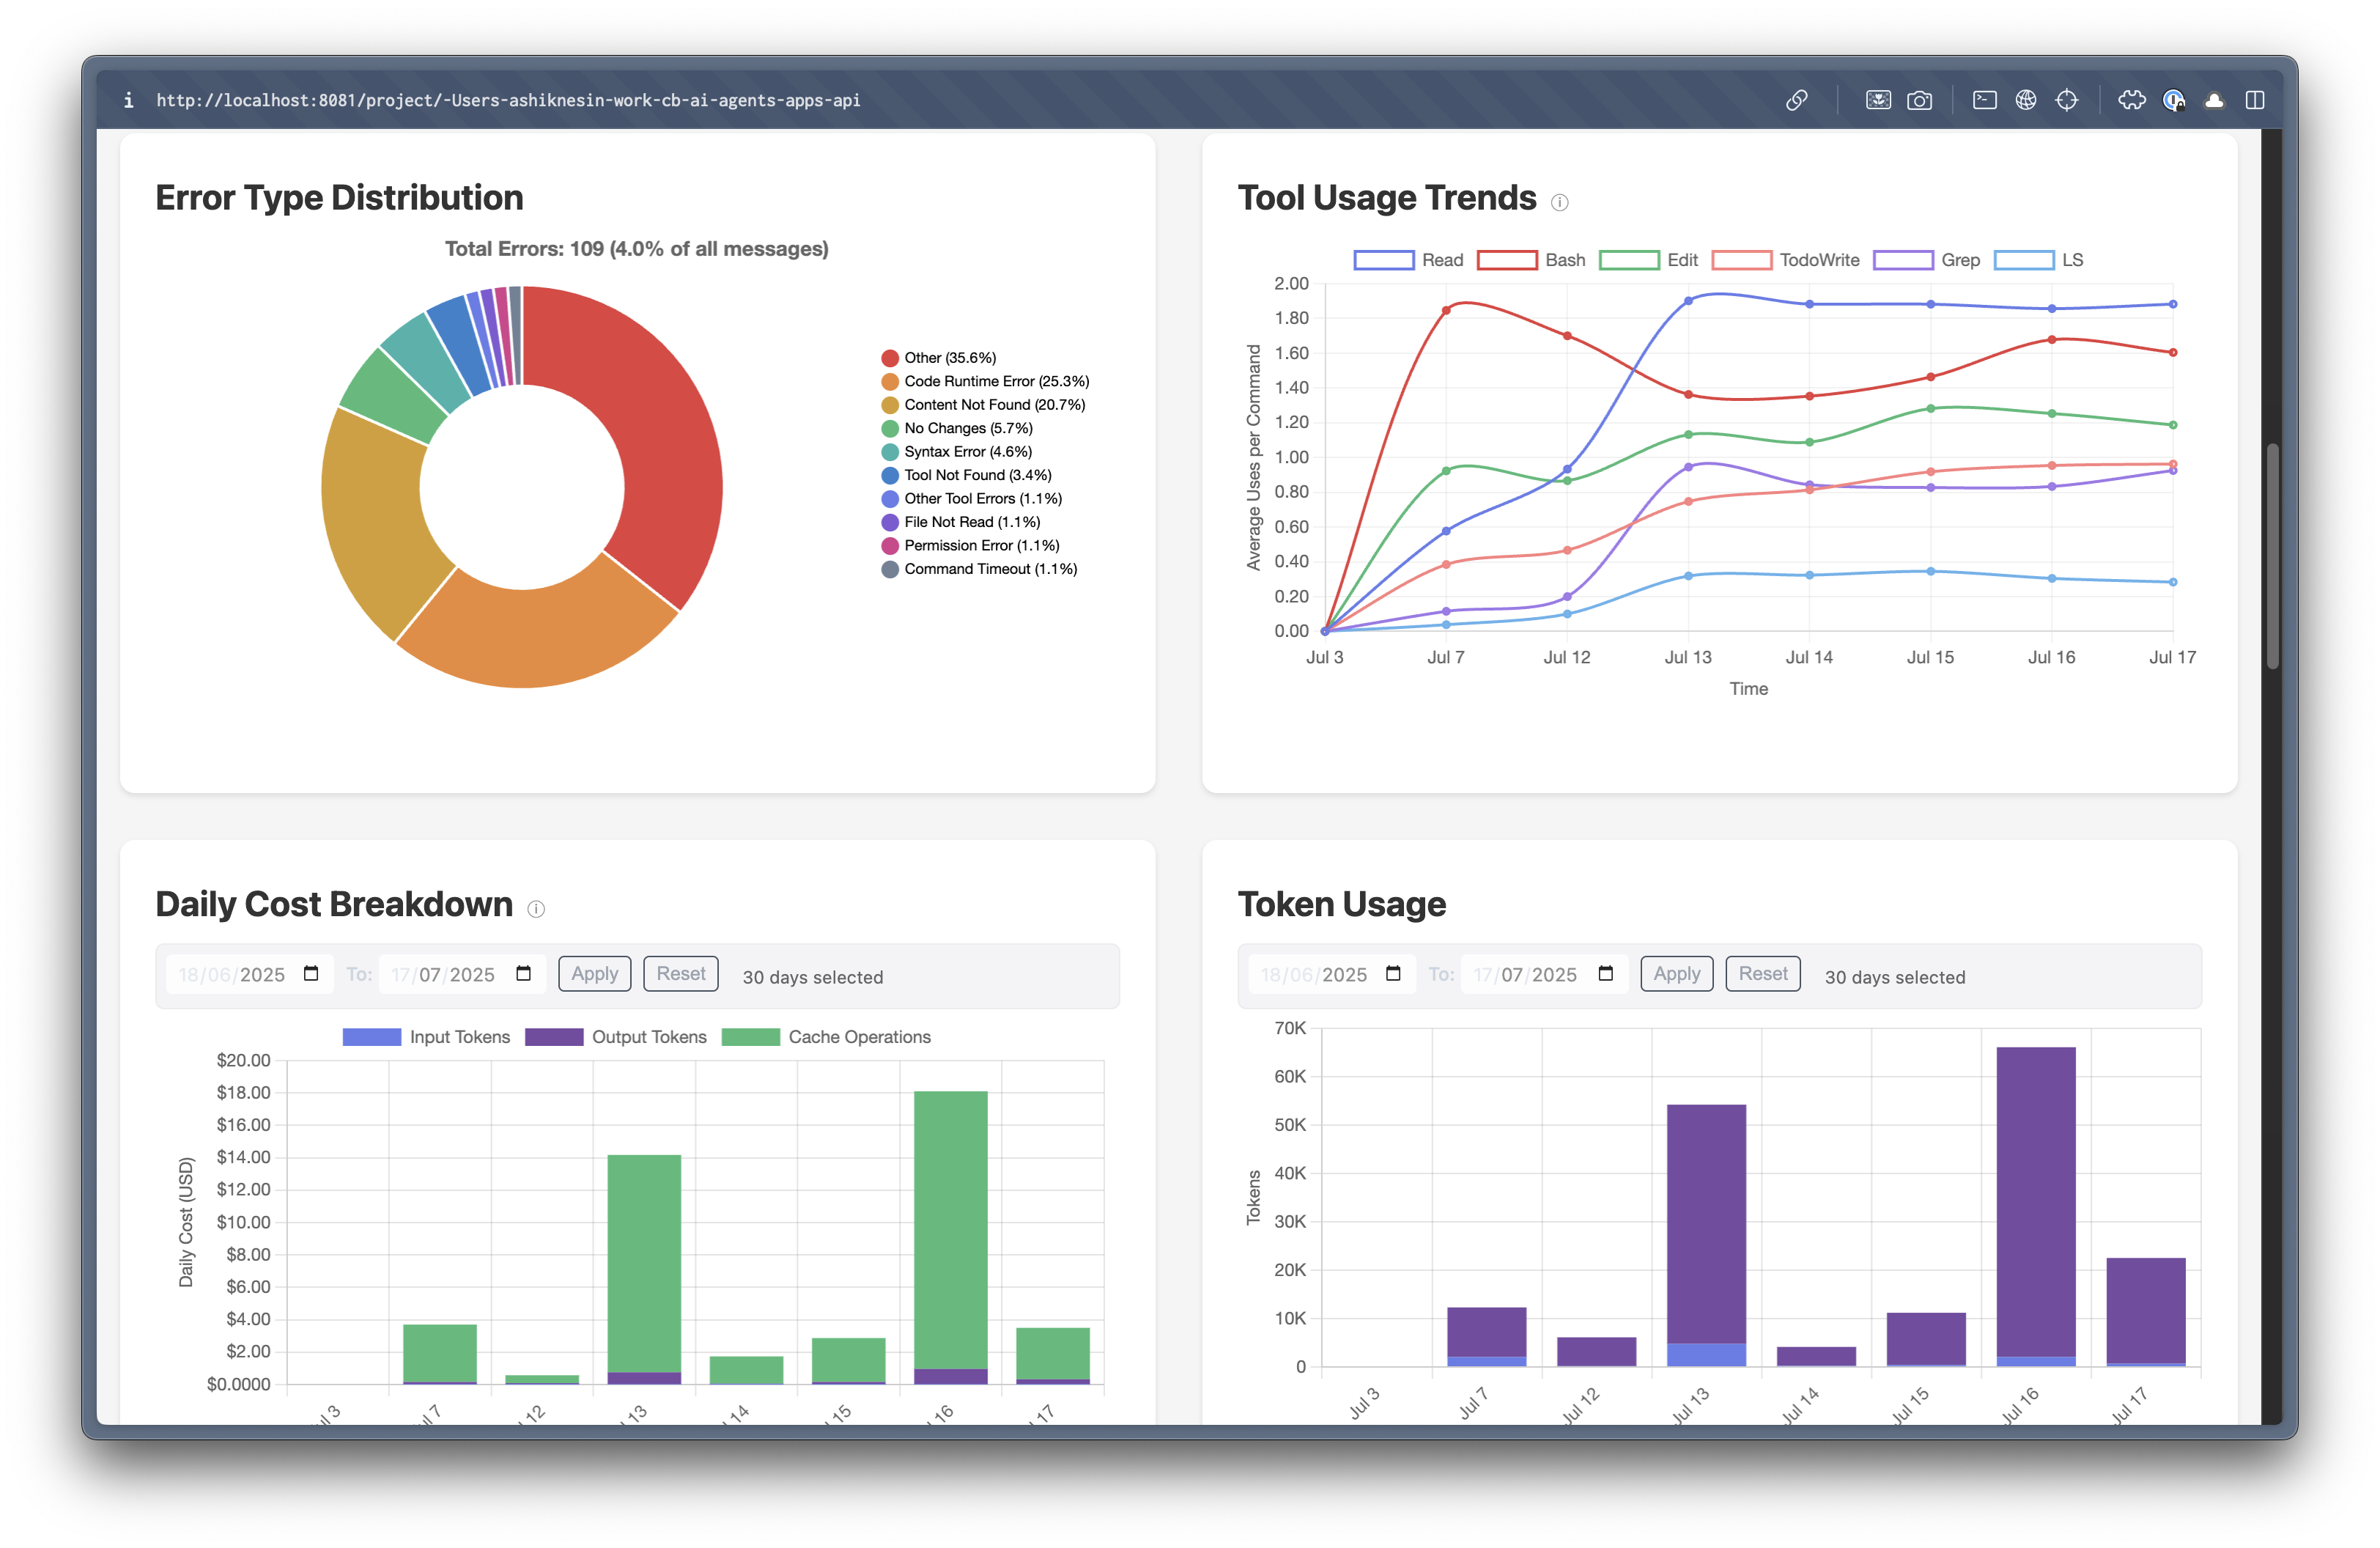 i http://localhost:8081/project/-Users-ashiknesin-work-cb-ai-agents-apps-api
Error Type Distribution
Total Errors: 109 (4.0% of all messages)
Other (35.6%)
Code Runtime Error (25.3%)
Content Not Found (20.7%)
No Changes (5.7%)
Syntax Error (4.6%)
Tool Not Found (3.4%)
Other Tool Errors (1.1%)
File Not Read (1.1%)
Permission Error (1.1%)
Command Timeout (1.1%)
Tool Usage Trends
Read Bash Edit TodoWrite Grep LS
Average Uses per Command
2.00
1.80
1.60
1.40
1.20
1.00
0.80
0.60
0.40
0.20
0.00
Jul 3 Jul 7 Jul 12 Jul 13 Jul 14 Jul 15 Jul 16 Jul 17
Time
Daily Cost Breakdown
18/06/2025 To: 17/07/2025 Apply Reset 30 days selected
Input Tokens Output Tokens Cache Operations
Daily Cost (USD)
$20.00
$18.00
$16.00
$14.00
$12.00
$10.00
$8.00
$6.00
$4.00
$2.00
$0.0000
ul 3 ul 7 l 12 l 13 l 14 l 15 l 16 l 17
Token Usage
18/06/2025 To: 17/07/2025 Apply Reset 30 days selected
Tokens
70K
60K
50K
40K
30K
20K
10K
0
Jul 3 Jul 7 Jul 12 Jul 13 Jul 14 Jul 15 Jul 16 Jul 17